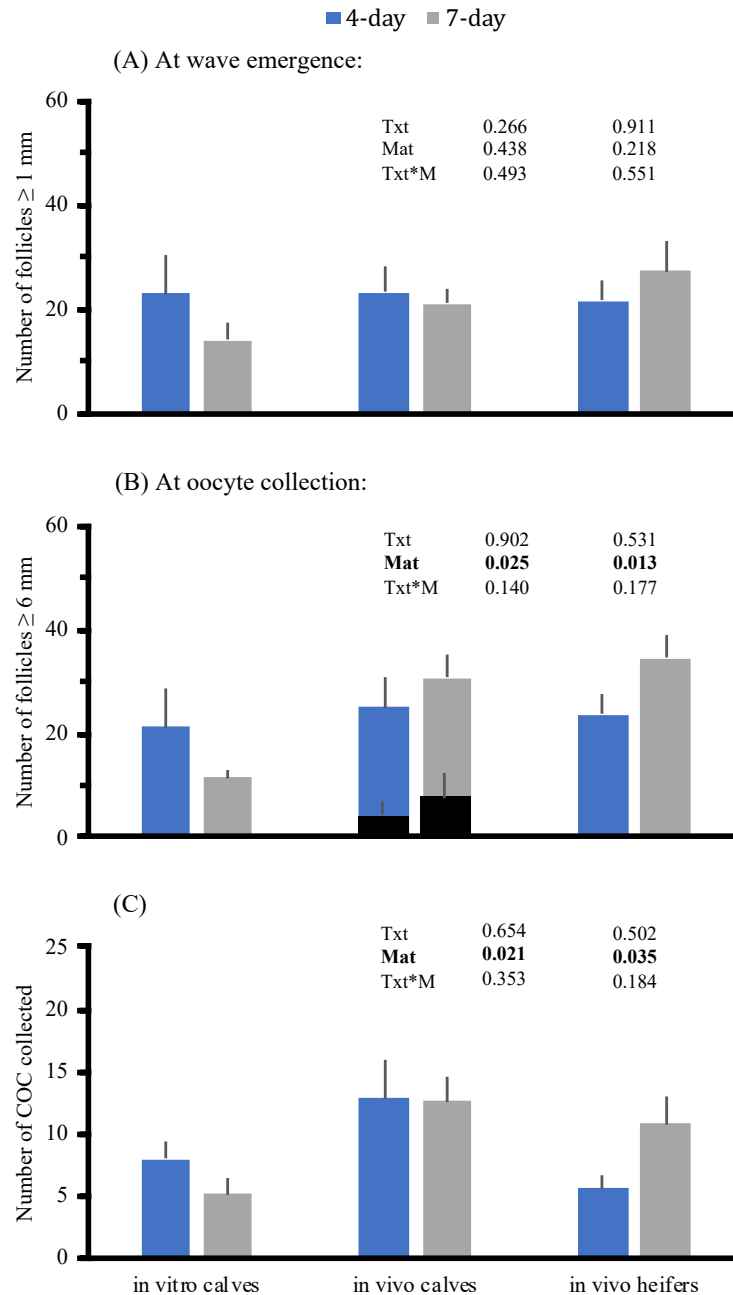 4-day 7-day
(A) At wave emergence:
Number of follicles ≥ 1 mm
60
40
20
0
Txt 0.266 0.911
Mat 0.438 0.218
Txt*M 0.493 0.551
(B) At oocyte collection:
Number of follicles ≥ 6 mm
60
40
20
0
Txt 0.902 0.531
Mat 0.025 0.013
Txt*M 0.140 0.177
(C)
Number of COC collected
25
20
15
10
5
0
Txt 0.654 0.502
Mat 0.021 0.035
Txt*M 0.353 0.184
in vitro calves in vivo calves in vivo heifers